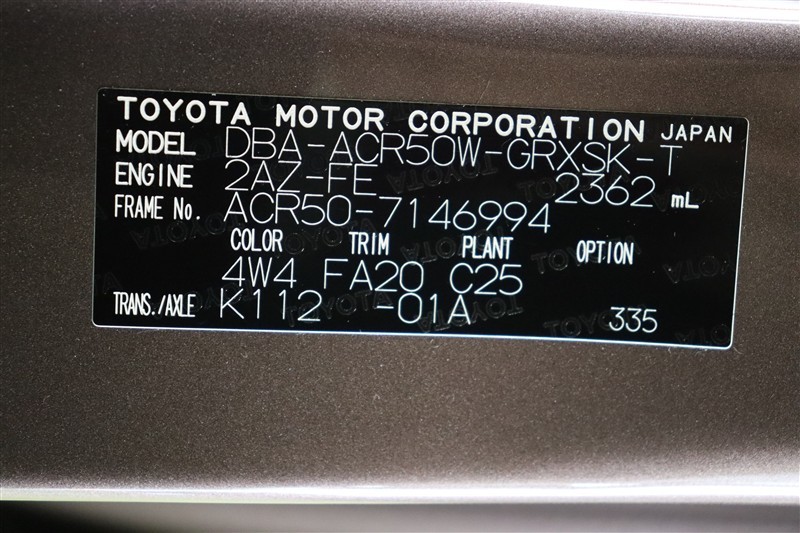 TOYOTA MOTOR CORPORATION JAPAN
MODEL DBA-ACR50W-GRXSK-T
ENGINE 2AZ-FE 2362 mL
FRAME No. ACR50-7146994
COLOR TRIM PLANT OPTION
4W4 FA20 C25
TRANS./AXLE K112 -01A 335